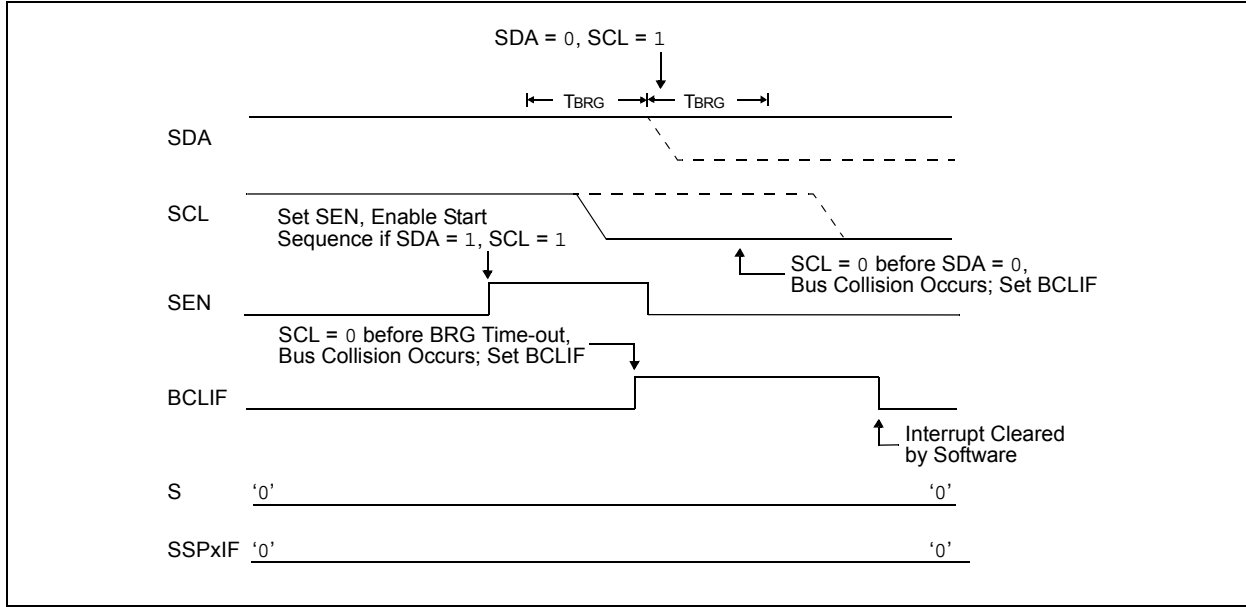 SDA = 0, SCL = 1
TBRG TBRG
SDA
SCL
Set SEN, Enable Start
Sequence if SDA = 1, SCL = 1
SCL = 0 before SDA = 0,
Bus Collision Occurs; Set BCLIF
SEN
SCL = 0 before BRG Time-out,
Bus Collision Occurs; Set BCLIF
BCLIF
Interrupt Cleared
by Software
S ‘0’ ‘0’
SSPxIF ‘0’ ‘0’